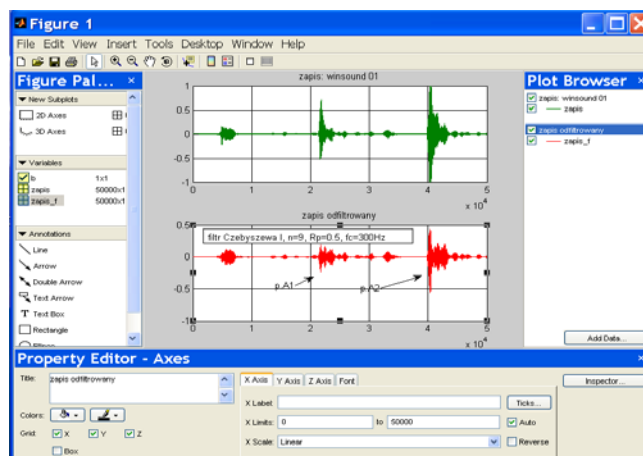 Figure 1
File Edit View Insert Tools Desktop Window Help
Figure Pal...
New Subplots
2D Axes
3D Axes
Variables
b 1x1
zapis 50000x1
zapis_f 50000x1
Annotations
Line
Arrow
Double Arrow
Text Arrow
T Text Box
Rectangle
zapis: winsound 01
1
0.5
0
-0.5
-1
0 1 2 3 4 5
x 10^4
zapis odfiltrowany
0.5
0
-0.5
-1
filtr Czebyszewa I, n=9, Rp=0.5, fc=300Hz
p.A1
p.A2
0 1 2 3 4 5
x 10^4
Plot Browser
zapis: winsound 01
zapis
zapis odfiltrowany
zapis_f
Add Data...
Property Editor - Axes
Title: zapis odfiltrowany
Colors:
Grid: X Y Z
Box
X Axis Y Axis Z Axis Font
X Label: Ticks...
X Limits: 0 to 50000 Auto
X Scale: Linear Reverse
Inspector...